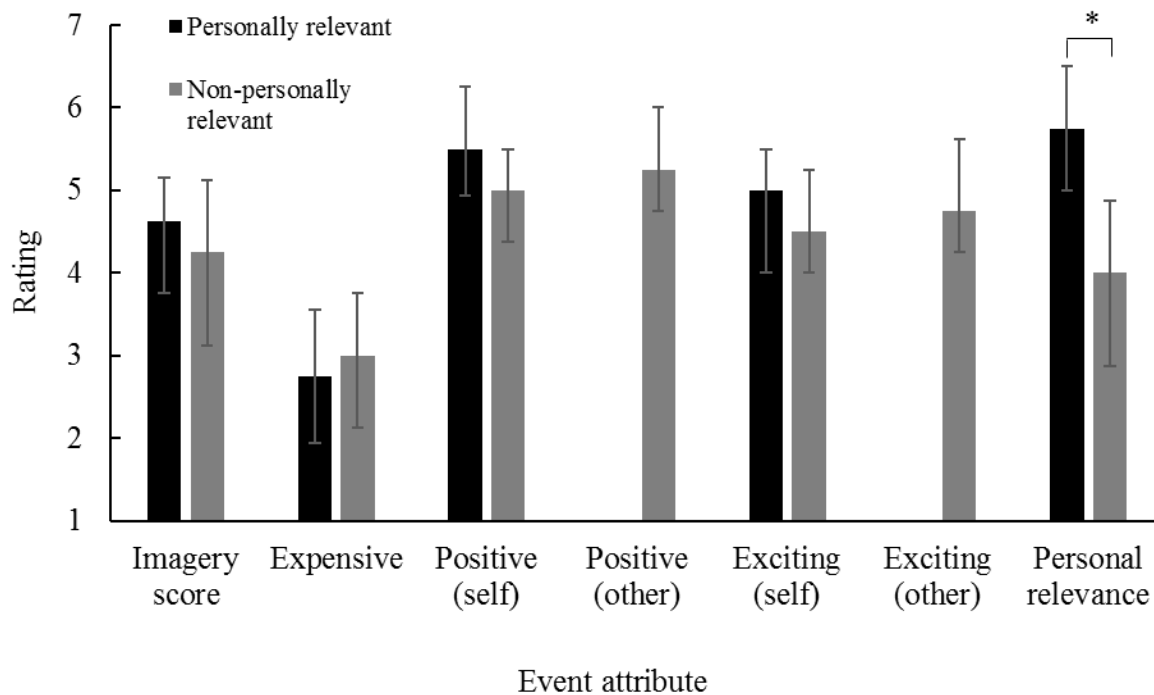 7
6
5
4
3
2
1
Rating
Personally relevant
Non-personally
relevant
*
Imagery
score
Expensive
Positive
(self)
Positive
(other)
Exciting
(self)
Exciting
(other)
Personal
relevance
Event attribute